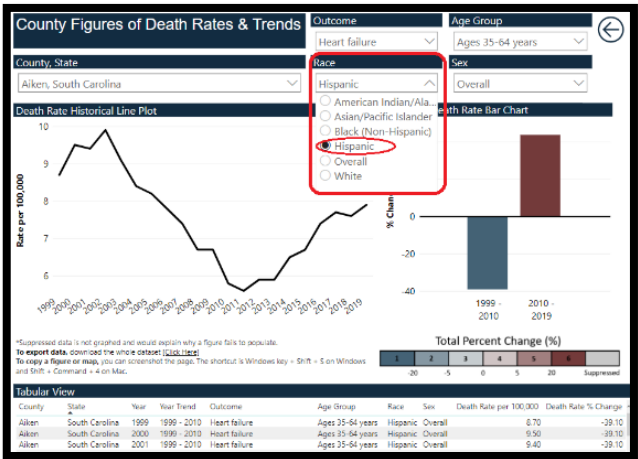 County Figures of Death Rates & Trends
Outcome
Heart failure
Age Group
Ages 35-64 years
County, State
Aiken, South Carolina
Race
Hispanic
Sex
Overall
American Indian/Ala...
Asian/Pacific Islander
Black (Non-Hispanic)
Hispanic
Overall
White
Death Rate Historical Line Plot
10
9
8
7
6
Rate per 100,000
1999 2000 2001 2002 2003 2004 2005 2006 2007 2008 2009 2010 2011 2012 2013 2014 2015 2016 2017 2018 2019
ath Rate Bar Chart
% Chan
0
-20
-40
1999 - 2010
2010 - 2019
*Suppressed data is not graphed and would explain why a figure fails to populate.
To export data, download the whole dataset [Click Here]
To copy a figure or map, you can screenshot the page. The shortcut is Windows key + Shift + S on Windows
and Shift + Command + 4 on Mac.
Total Percent Change (%)
1 2 3 4 5 6
-20 -5 0 5 20 Suppressed
Tabular View
County State Year Year Trend Outcome Age Group Race Sex Death Rate per 100,000 Death Rate % Change
Aiken South Carolina 1999 1999 - 2010 Heart failure Ages 35-64 years Hispanic Overall 8.70 -39.10
Aiken South Carolina 2000 1999 - 2010 Heart failure Ages 35-64 years Hispanic Overall 9.50 -39.10
Aiken South Carolina 2001 1999 - 2010 Heart failure Ages 35-64 years Hispanic Overall 9.40 -39.10